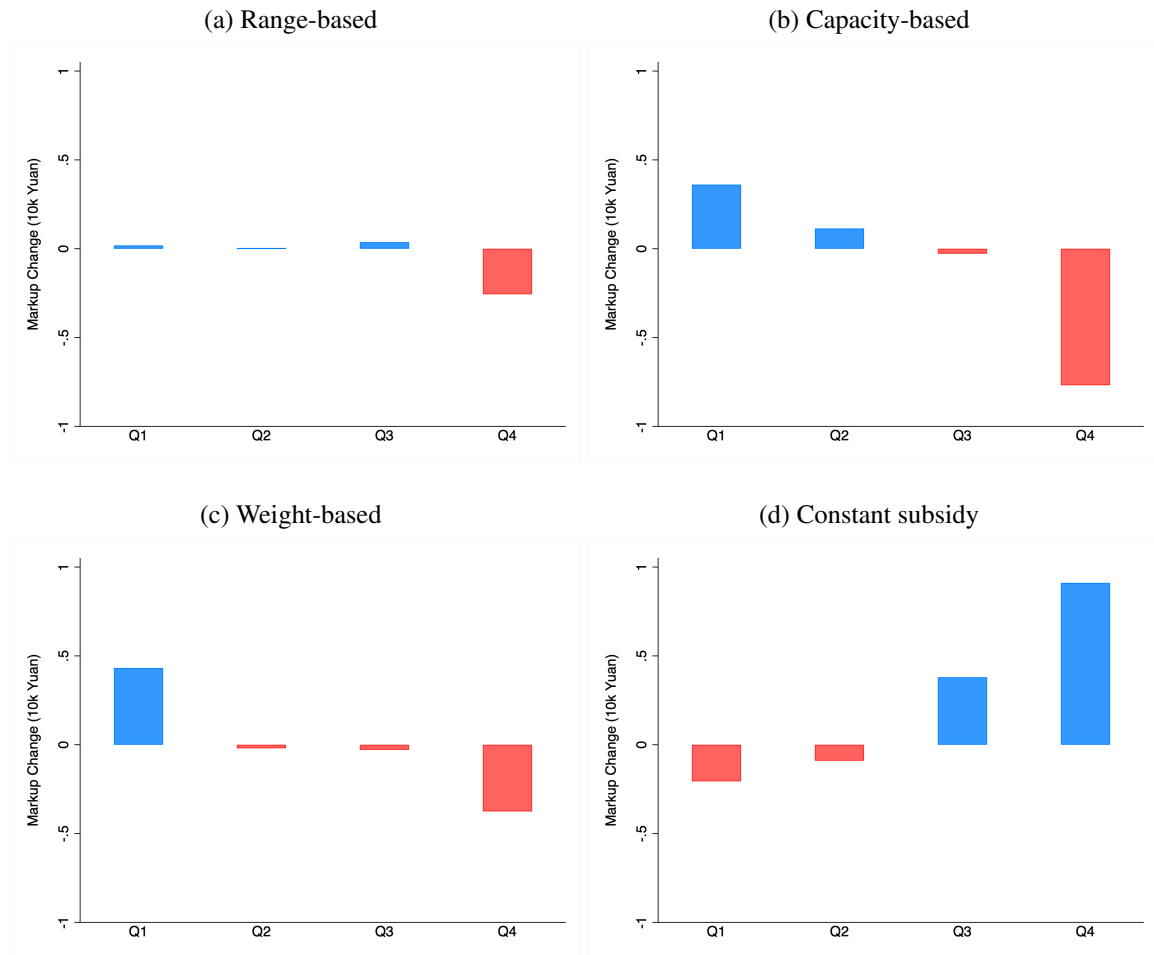 (a) Range-based
Markup Change (10k Yuan)
1
.5
0
-.5
-1
Q1 Q2 Q3 Q4
(b) Capacity-based
Markup Change (10k Yuan)
1
.5
0
-.5
-1
Q1 Q2 Q3 Q4
(c) Weight-based
Markup Change (10k Yuan)
1
.5
0
-.5
-1
Q1 Q2 Q3 Q4
(d) Constant subsidy
Markup Change (10k Yuan)
1
.5
0
-.5
-1
Q1 Q2 Q3 Q4